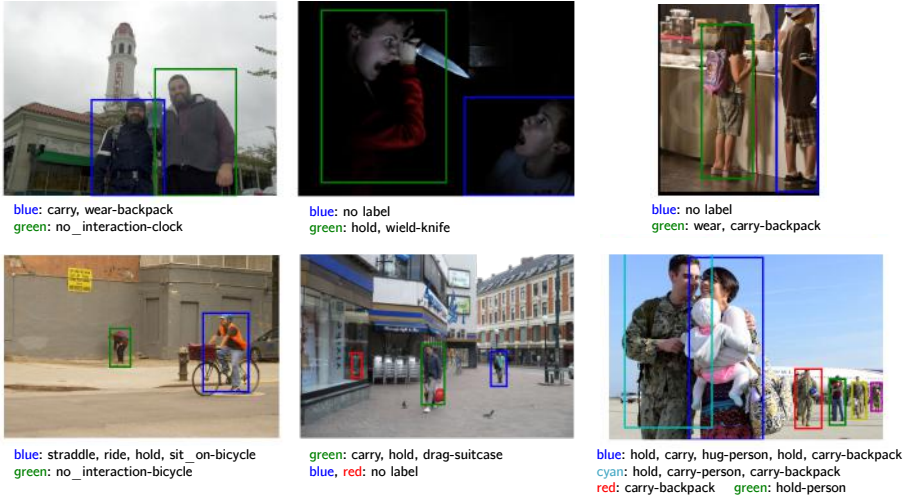 blue: carry, wear-backpack
green: no_interaction-clock
blue: no label
green: hold, wield-knife
blue: no label
green: wear, carry-backpack
blue: straddle, ride, hold, sit_on-bicycle
green: no_interaction-bicycle
green: carry, hold, drag-suitcase
blue, red: no label
blue: hold, carry, hug-person, hold, carry-backpack
cyan: hold, carry-person, carry-backpack
red: carry-backpack green: hold-person